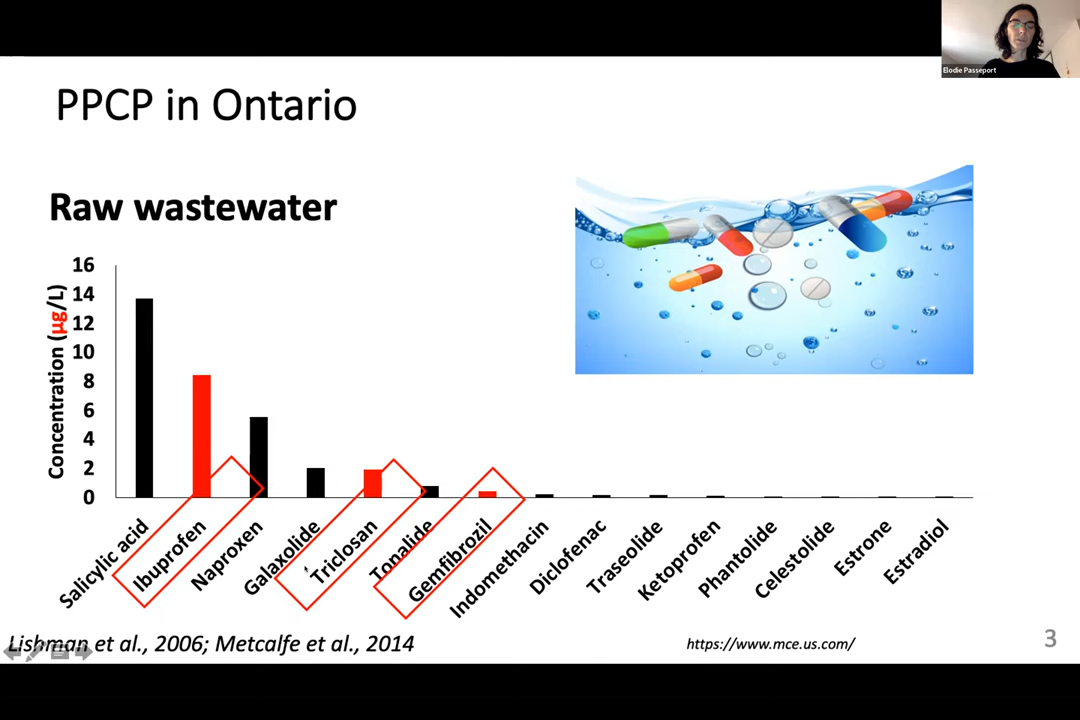 Elodie Passeport
PPCP in Ontario
Raw wastewater
Concentration (µg/L)
16
14
12
10
8
6
4
2
0
Salicylic acid
Ibuprofen
Naproxen
Galaxolide
Triclosan
Tonalide
Gemfibrozil
Indomethacin
Diclofenac
Traseolide
Ketoprofen
Phantolide
Celestolide
Estrone
Estradiol
Lishman et al., 2006; Metcalfe et al., 2014
https://www.mce.us.com/
3